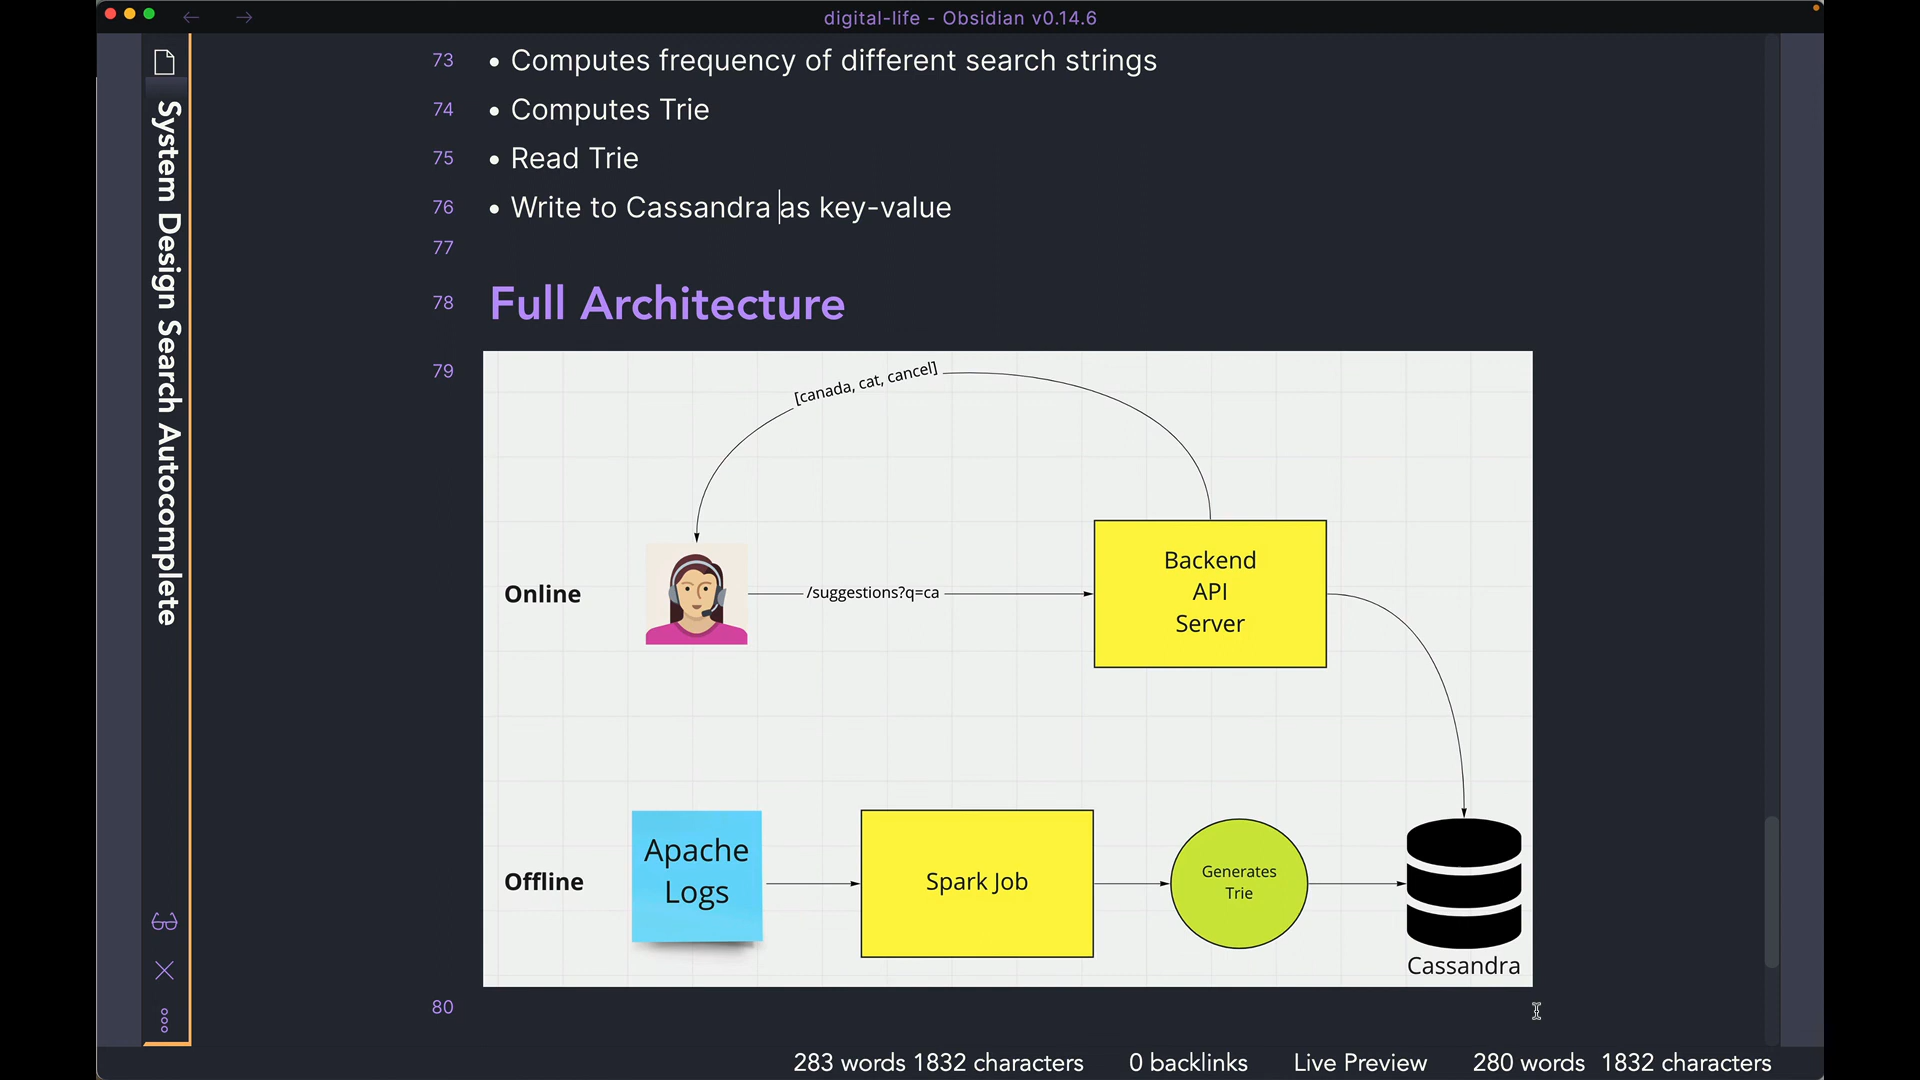 digital-life - Obsidian v0.14.6
System Design Search Autocomplete
73 • Computes frequency of different search strings
74 • Computes Trie
75 • Read Trie
76 • Write to Cassandra as key-value
77
78 Full Architecture
79
[canada, cat, cancel]
Online
/suggestions?q=ca
Backend
API
Server
Offline
Apache
Logs
Spark Job
Generates
Trie
Cassandra
80
283 words 1832 characters 0 backlinks Live Preview 280 words 1832 characters